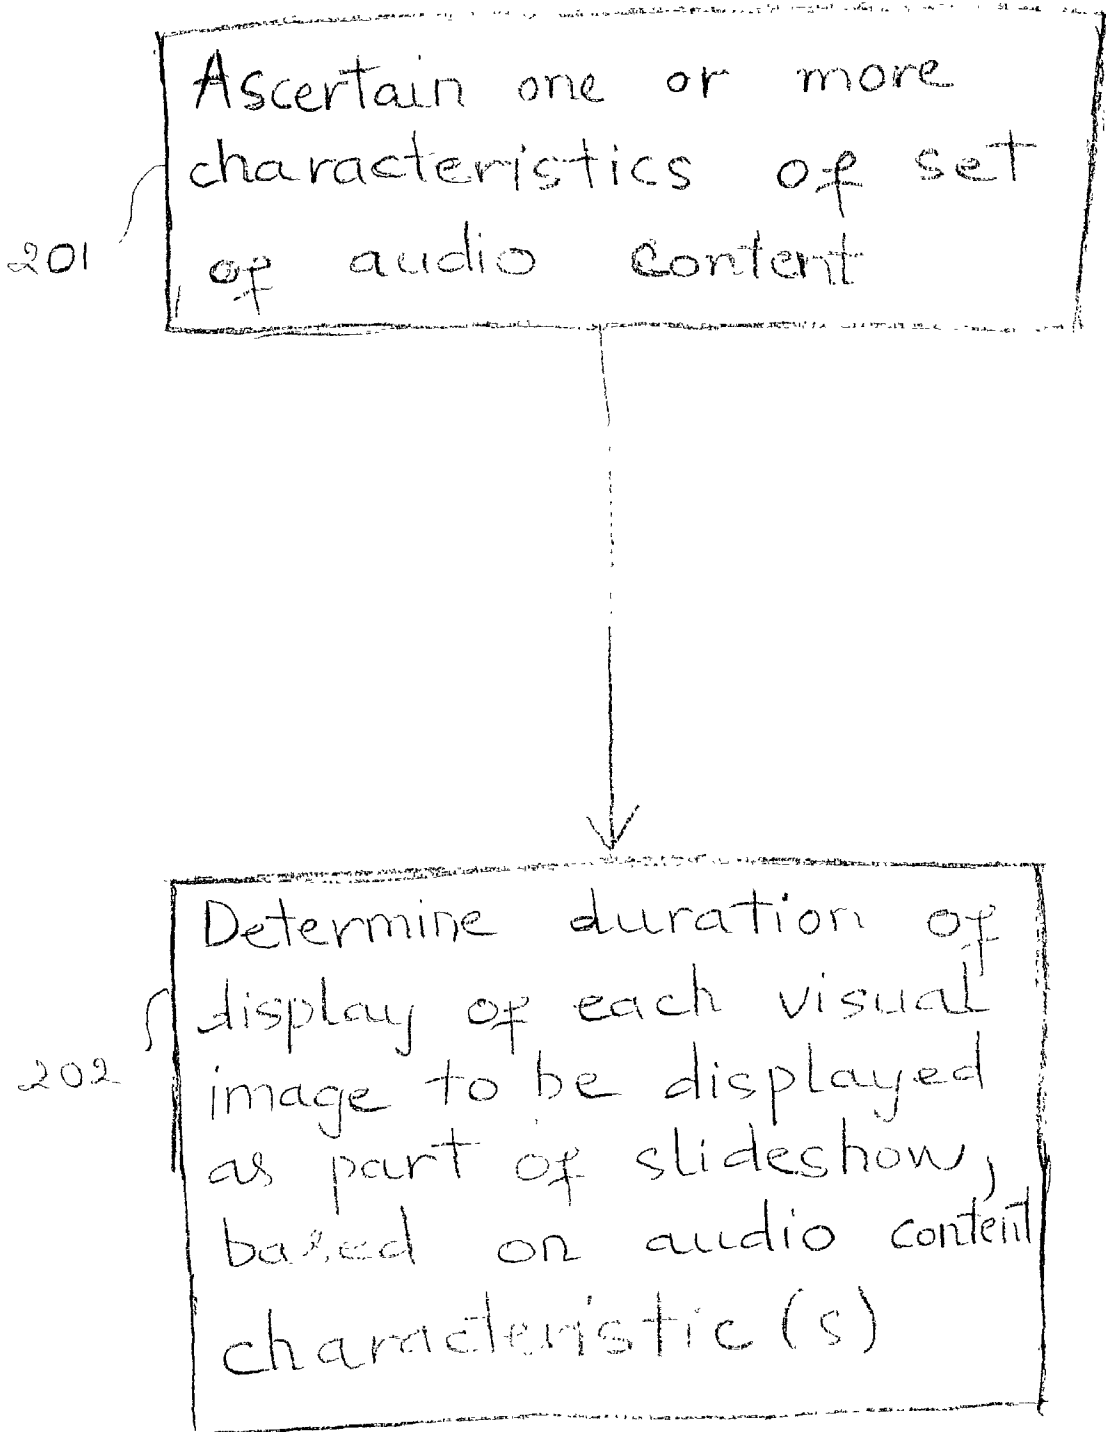 Ascertain one or more
characteristics of set
201
of audio content
Determine duration of
display of each visual
202
image to be displayed
as part of slideshow,
based on audio content
characteristic(s)